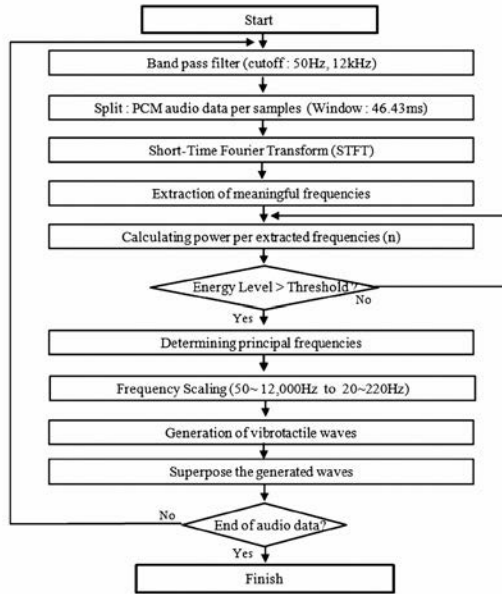 Start
Band pass filter (cutoff : 50Hz, 12kHz)
Split : PCM audio data per samples (Window : 46.43ms)
Short-Time Fourier Transform (STFT)
Extraction of meaningful frequencies
Calculating power per extracted frequencies (n)
Energy Level > Threshold?
No
Yes
Determining principal frequencies
Frequency Scaling (50~ 12,000Hz to 20~220Hz)
Generation of vibrotactile waves
Superpose the generated waves
No
End of audio data?
Yes
Finish